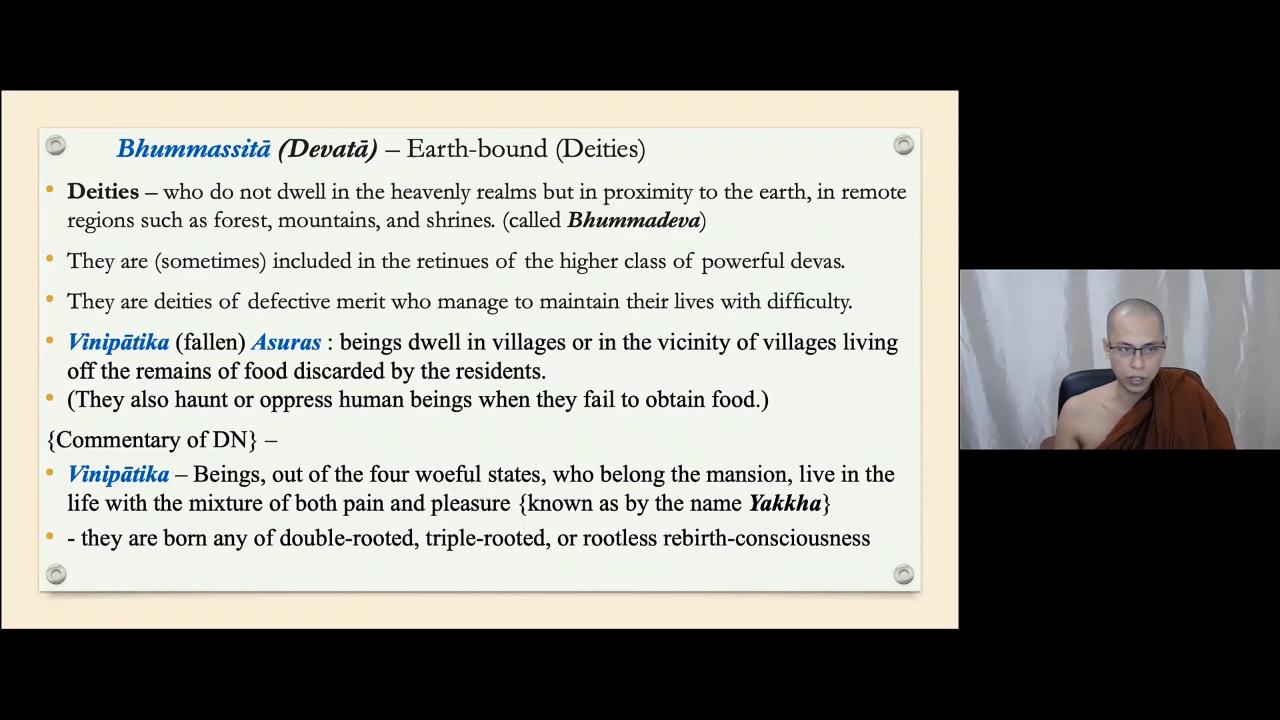 Bhummassitā (Devatā) – Earth-bound (Deities)
Deities – who do not dwell in the heavenly realms but in proximity to the earth, in remote
regions such as forest, mountains, and shrines. (called Bhummadeva)
They are (sometimes) included in the retinues of the higher class of powerful devas.
They are deities of defective merit who manage to maintain their lives with difficulty.
Vinipātika (fallen) Asuras : beings dwell in villages or in the vicinity of villages living
off the remains of food discarded by the residents.
(They also haunt or oppress human beings when they fail to obtain food.)
{Commentary of DN} –
Vinipātika – Beings, out of the four woeful states, who belong the mansion, live in the
life with the mixture of both pain and pleasure {known as by the name Yakkha}
- they are born any of double-rooted, triple-rooted, or rootless rebirth-consciousness